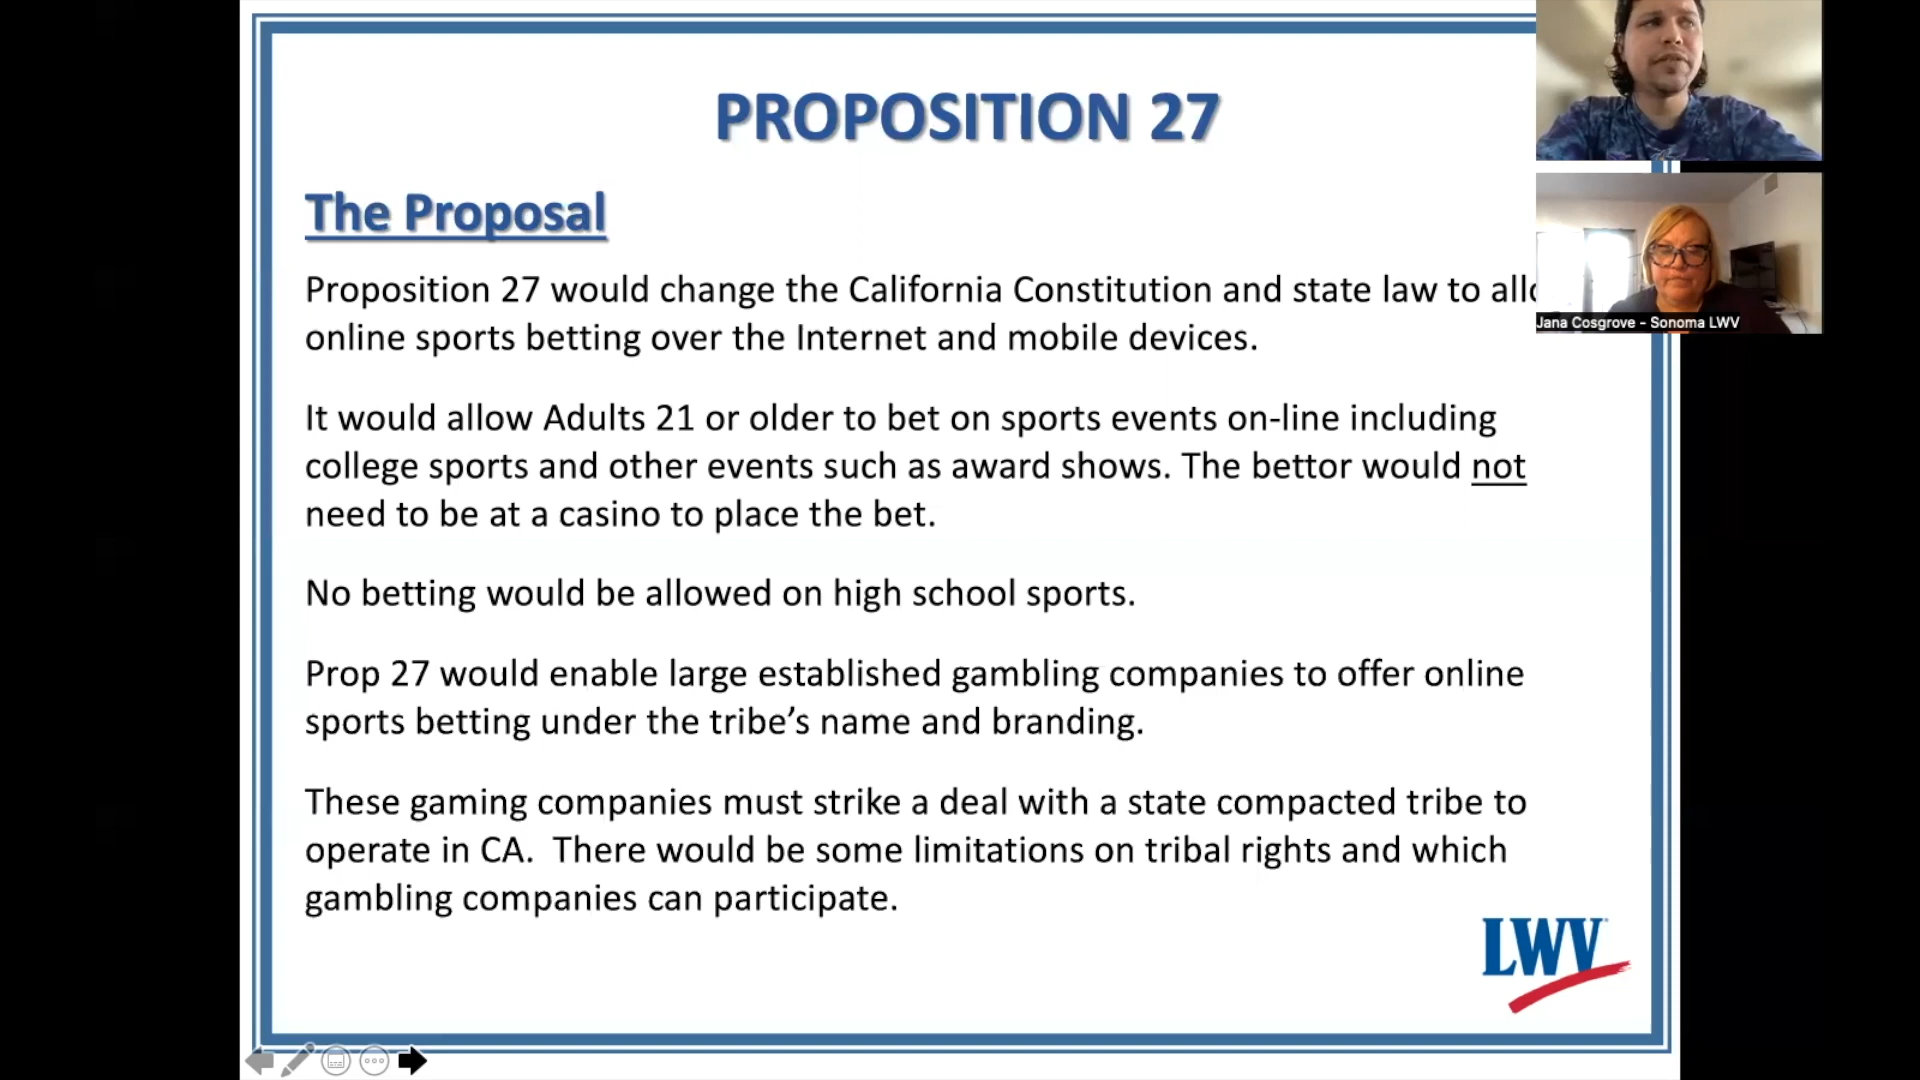 PROPOSITION 27
The Proposal
Proposition 27 would change the California Constitution and state law to
online sports betting over the Internet and mobile devices.
It would allow Adults 21 or older to bet on sports events on-line including
college sports and other events such as award shows. The bettor would not
need to be at a casino to place the bet.
No betting would be allowed on high school sports.
Prop 27 would enable large established gambling companies to offer online
sports betting under the tribe’s name and branding.
These gaming companies must strike a deal with a state compacted tribe to
operate in CA.  There would be some limitations on tribal rights and which
gambling companies can participate.
LWV
Jana Cosgrove - Sonoma LWV